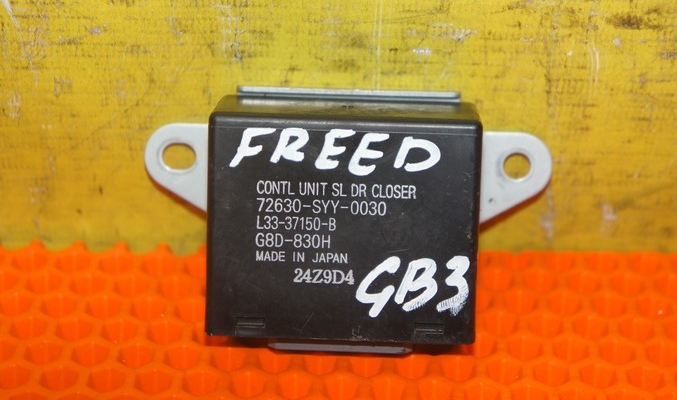 FREED
CONTL UNIT SL DR CLOSER
72630-SYY-0030
L33-37150-B
G8D-830H
MADE IN JAPAN
24Z9D4
GB3